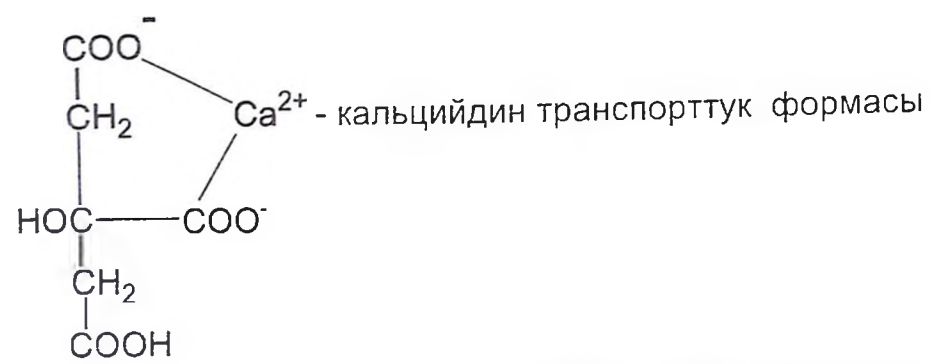 COO⁻
CH₂
Ca²⁺ - кальцийдин транспорттук формасы
HOC COO⁻
CH₂
COOH